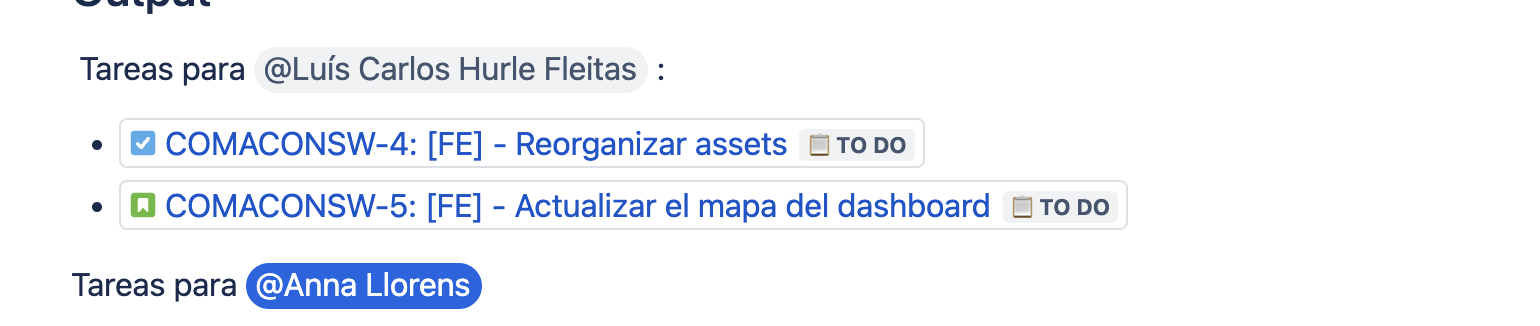 Output
Tareas para @Luís Carlos Hurle Fleitas :
COMACONSW-4: [FE] - Reorganizar assets TO DO
COMACONSW-5: [FE] - Actualizar el mapa del dashboard TO DO
Tareas para @Anna Llorens